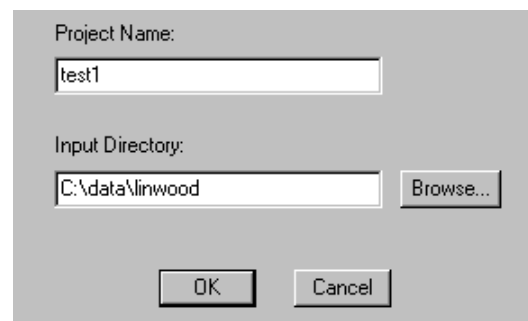 Project Name:
test1
Input Directory:
C:\data\linwood
Browse...
OK
Cancel